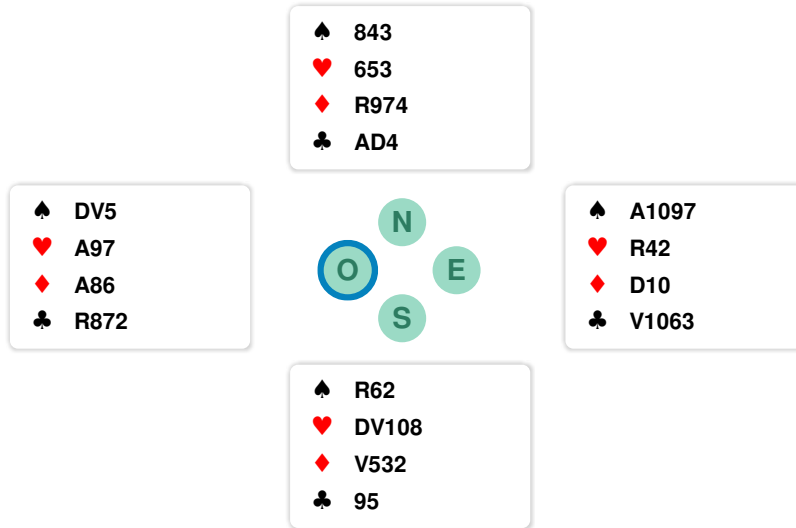 ♠ 843
♥ 653
♦ R974
♣ AD4
♠ DV5
♥ A97
♦ A86
♣ R872
N
O
E
S
♠ A1097
♥ R42
♦ D10
♣ V1063
♠ R62
♥ DV108
♦ V532
♣ 95